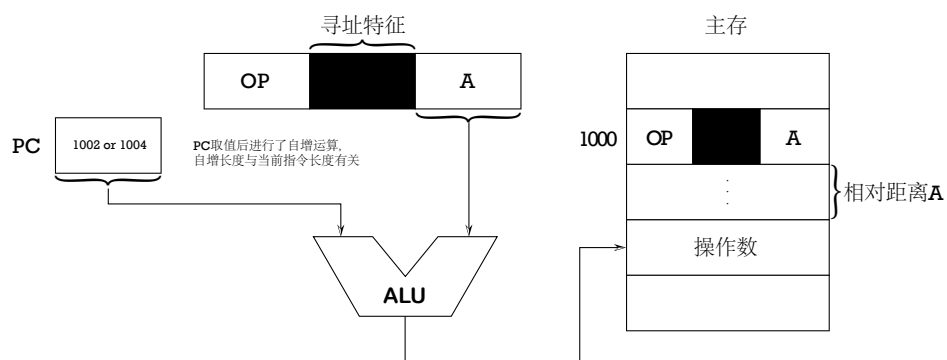 寻址特征
主存
OP
A
PC
1002 or 1004
PC取值后进行了自增运算,
自增长度与当前指令长度有关
1000
OP
A
相对距离A
操作数
ALU